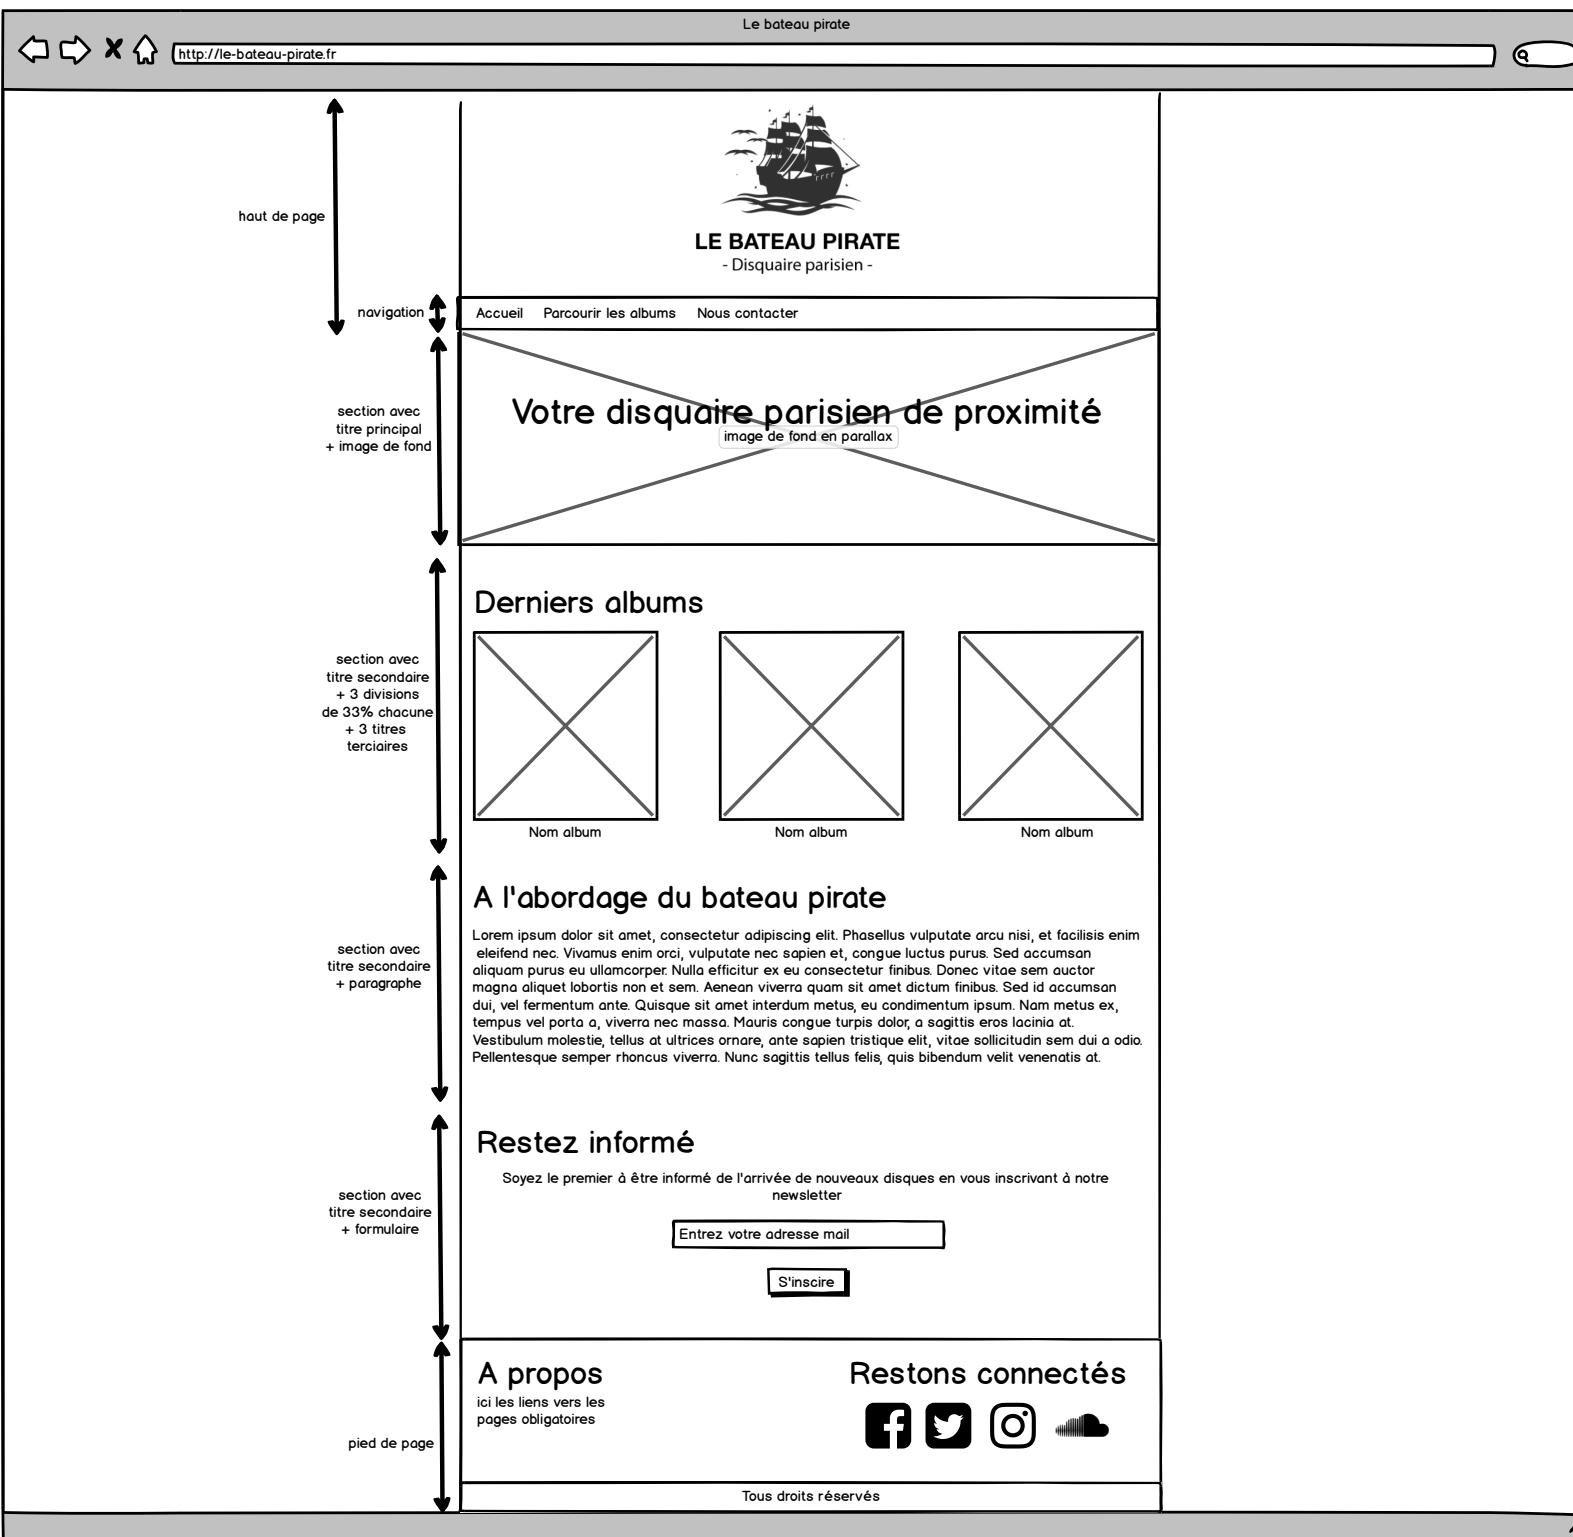 Le bateau pirate
http://le-bateau-pirate.fr
haut de page
LE BATEAU PIRATE
- Disquaire parisien -
navigation
Accueil
Parcourir les albums
Nous contacter
section avec
titre principal
+ image de fond
Votre disquaire parisien de proximité
image de fond en parallax
Derniers albums
section avec
titre secondaire
+ 3 divisions
de 33% chacune
+ 3 titres
terciaires
Nom album
Nom album
Nom album
A l'abordage du bateau pirate
section avec
titre secondaire
+ paragraphe
Lorem ipsum dolor sit amet, consectetur adipiscing elit. Phasellus vulputate arcu nisi, et facilisis enim
eleifend nec. Vivamus enim orci, vulputate nec sapien et, congue luctus purus. Sed accumsan
aliquam purus eu ullamcorper. Nulla efficitur ex eu consectetur finibus. Donec vitae sem auctor
magna aliquet lobortis non et sem. Aenean viverra quam sit amet dictum finibus. Sed id accumsan
dui, vel fermentum ante. Quisque sit amet interdum metus, eu condimentum ipsum. Nam metus ex,
tempus vel porta a, viverra nec massa. Mauris congue turpis dolor, a sagittis eros lacinia at.
Vestibulum molestie, tellus at ultrices ornare, ante sapien tristique elit, vitae sollicitudin sem dui a odio.
Pellentesque semper rhoncus viverra. Nunc sagittis tellus felis, quis bibendum velit venenatis at.
Restez informé
section avec
titre secondaire
+ formulaire
Soyez le premier à être informé de l'arrivée de nouveaux disques en vous inscrivant à notre
newsletter
Entrez votre adresse mail
S'inscire
pied de page
A propos
ici les liens vers les
pages obligatoires
Restons connectés
Tous droits réservés